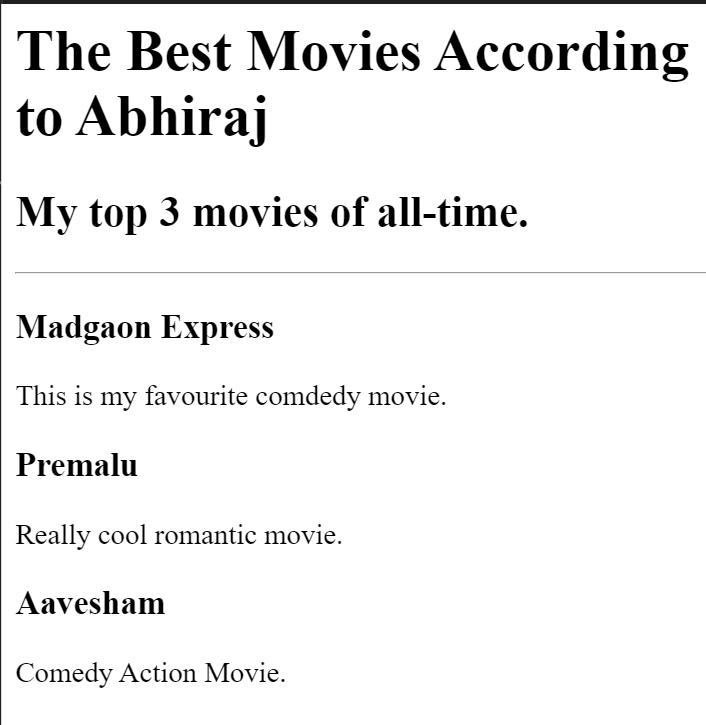 The Best Movies According
to Abhiraj
My top 3 movies of all-time.
Madgaon Express
This is my favourite comdedy movie.
Premalu
Really cool romantic movie.
Aavesham
Comedy Action Movie.